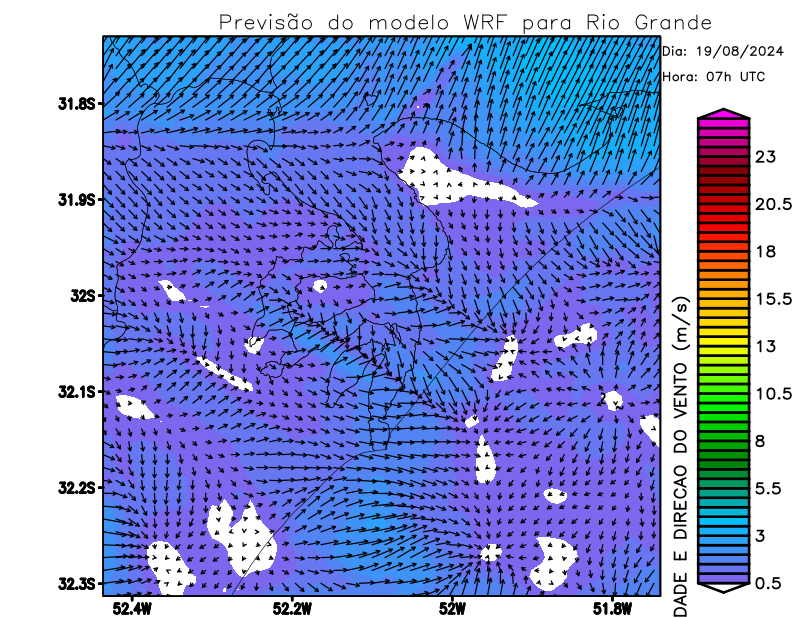 Previsão do modelo WRF para Rio Grande
Dia: 19/08/2024
Hora: 07h UTC
31.8S
31.9S
32S
32.1S
32.2S
32.3S
52.4W
52.2W
52W
51.8W
DADE E DIRECAO DO VENTO (m/s)
23
20.5
18
15.5
13
10.5
8
5.5
3
0.5